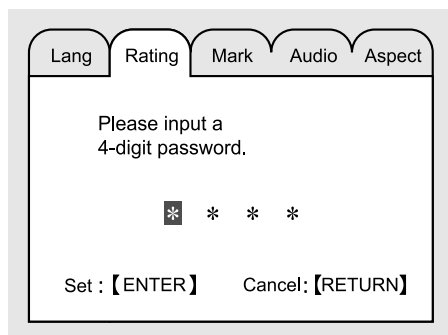 Lang Rating Mark Audio Aspect
Please input a
4-digit password.
* * * *
Set :【ENTER】 Cancel:【RETURN】